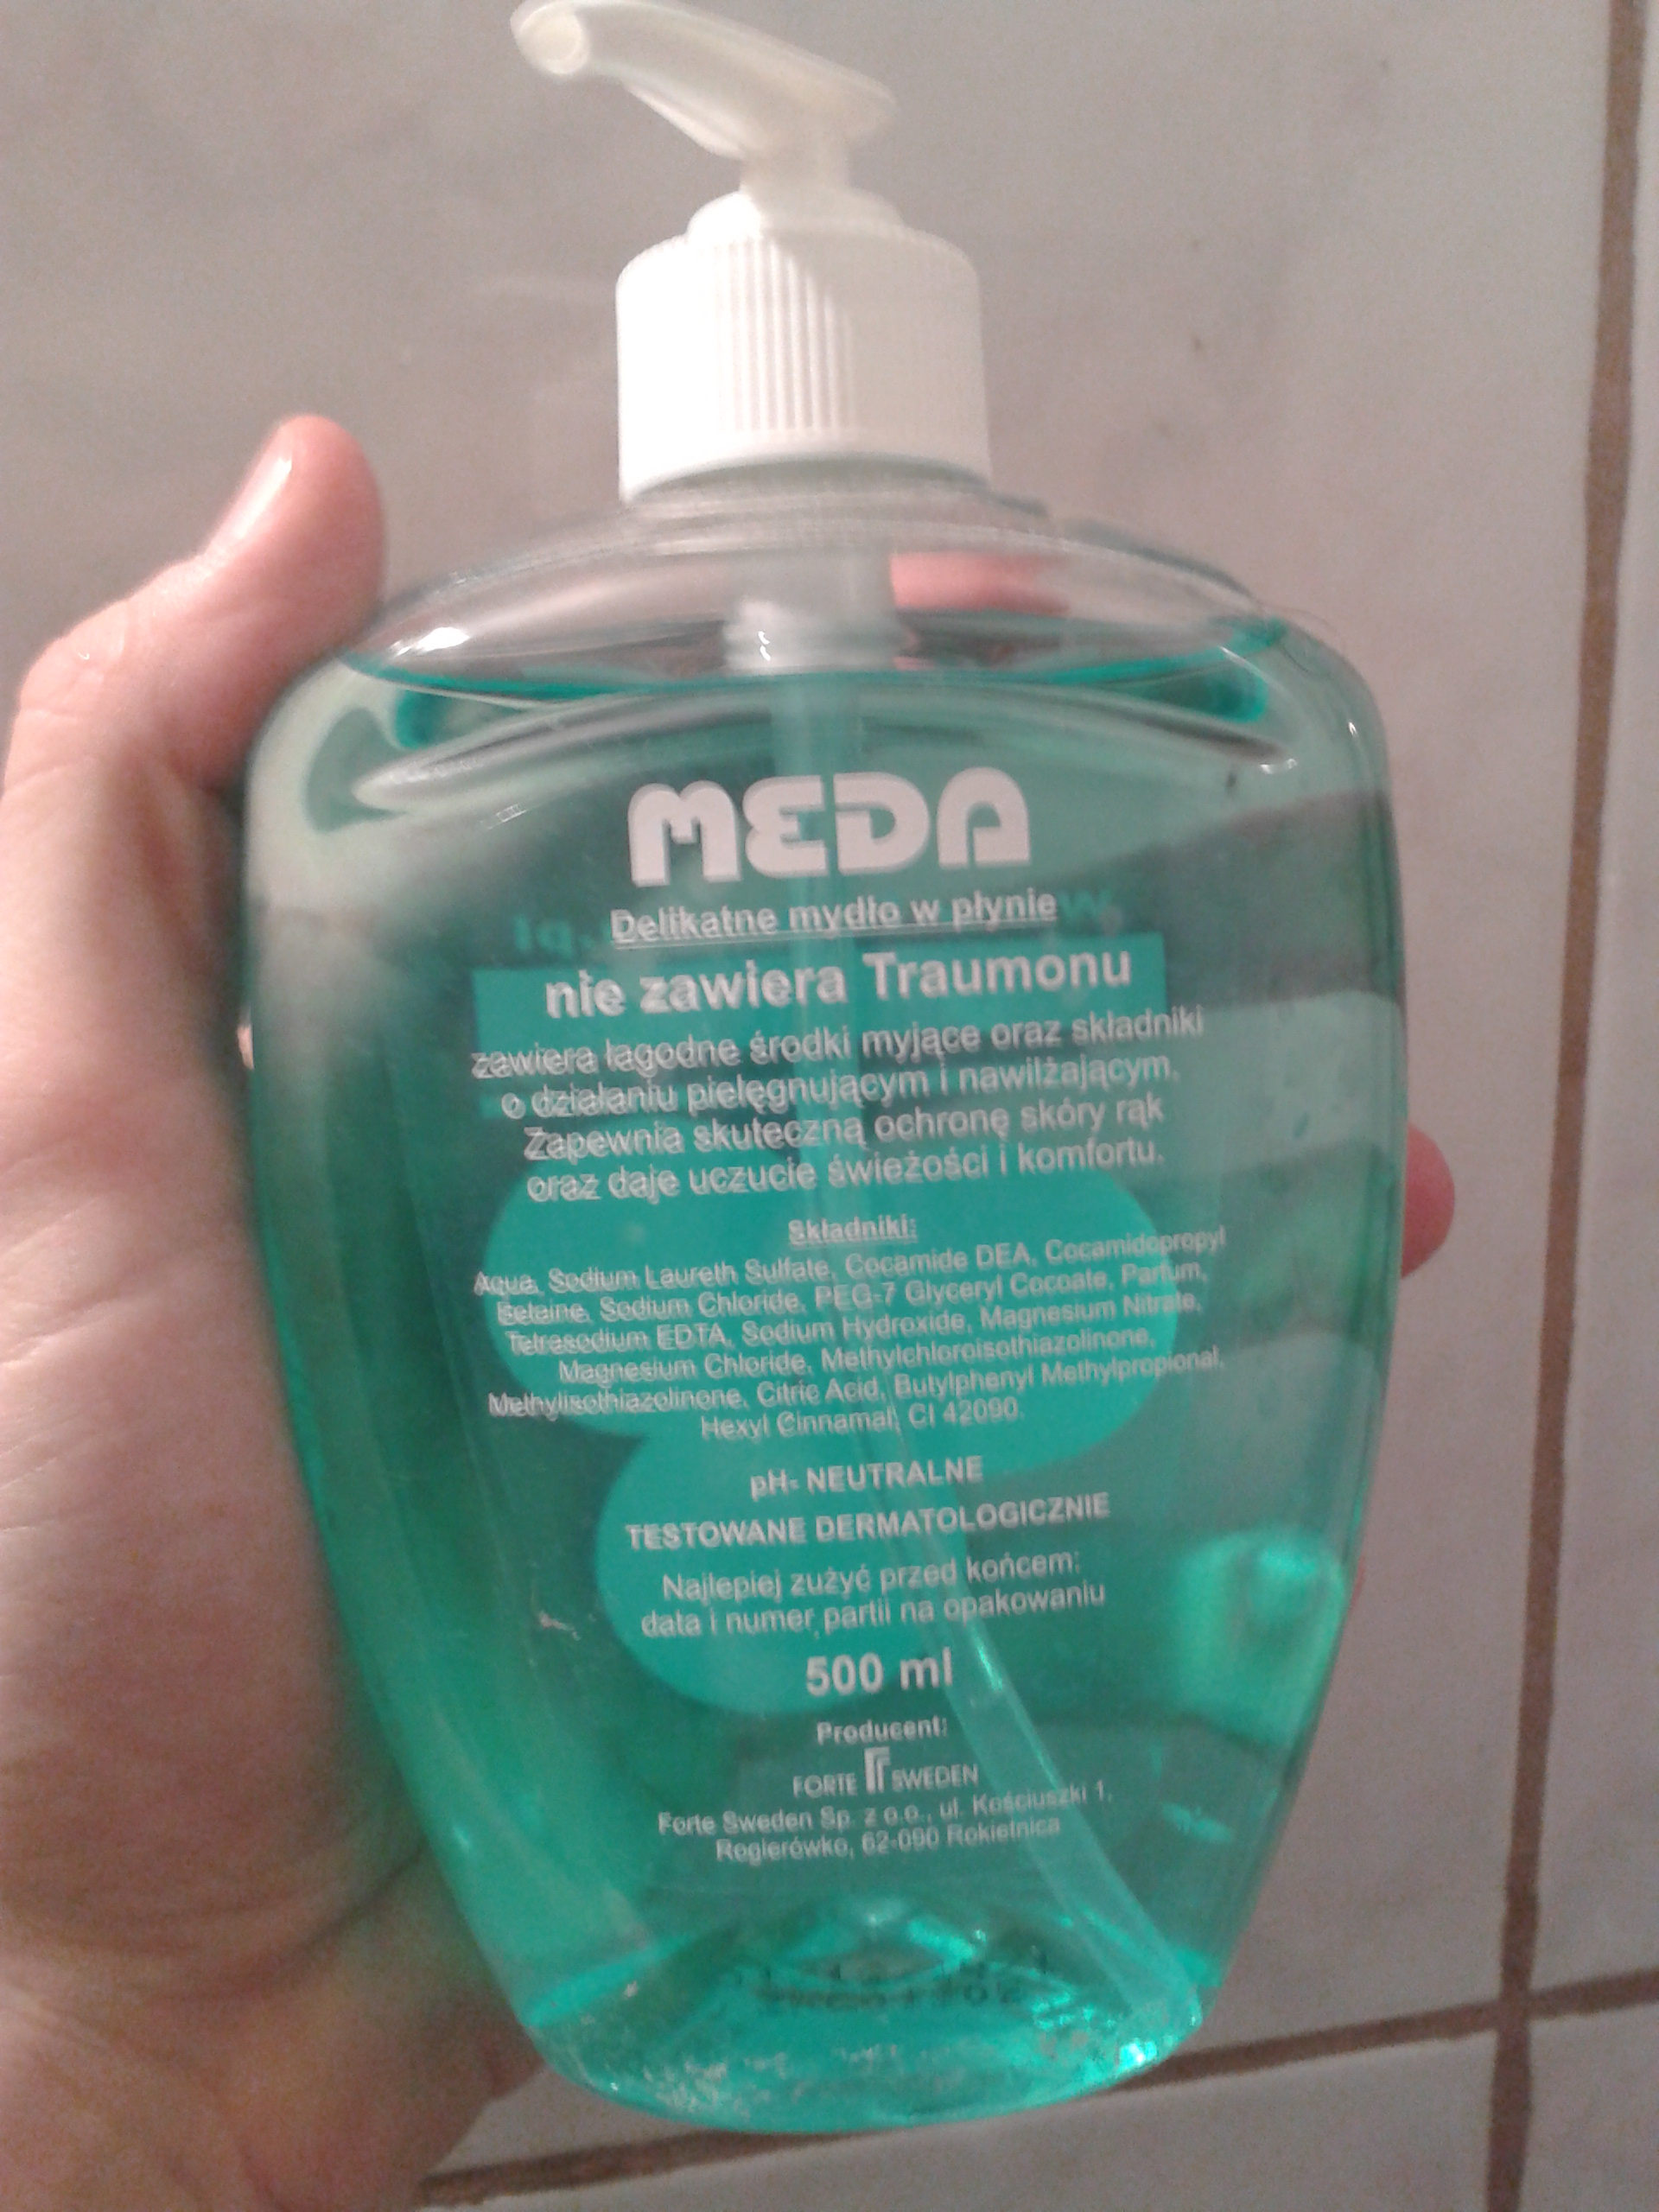 MEDA
Delikatne mydło w płynie
nie zawiera Traumonu
zawiera łagodne środki myjące oraz składniki
o działaniu pielęgnującym i nawilżającym.
Zapewnia skuteczną ochronę skóry rąk
oraz daje uczucie świeżości i komfortu.
Składniki:
Aqua, Sodium Laureth Sulfate, Cocamide DEA, Cocamidopropyl
Betaine, Sodium Chloride, PEG-7 Glyceryl Cocoate, Parfum,
Tetrasodium EDTA, Sodium Hydroxide, Magnesium Nitrate,
Magnesium Chloride, Methylchloroisothiazolinone,
Methylisothiazolinone, Citric Acid, Butylphenyl Methylpropional,
Hexyl Cinnamal, CI 42090.
pH- NEUTRALNE
TESTOWANE DERMATOLOGICZNIE
Najlepiej zużyć przed końcem:
data i numer partii na opakowaniu
500 ml
Producent:
FORTE SWEDEN
Forte Sweden Sp. z o.o., ul. Kościuszki 1,
Rogierówko, 62-090 Rokietnica